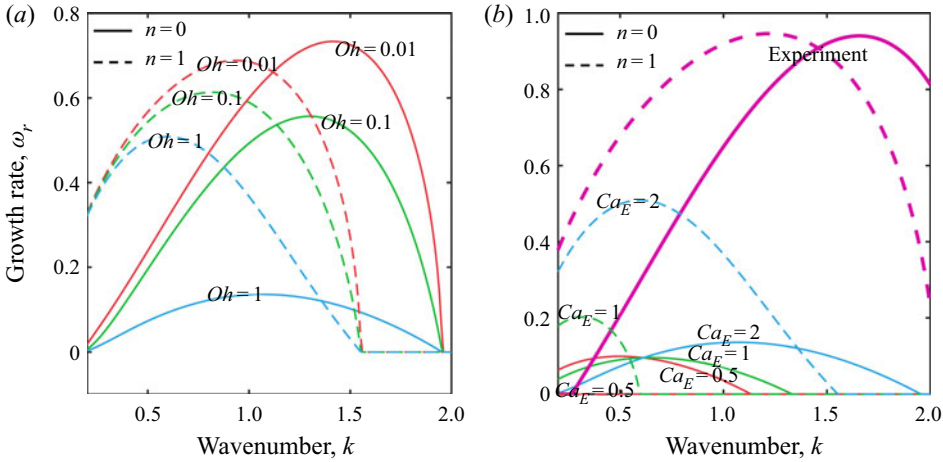 (a)
0.8
n = 0
n = 1
Oh = 0.01
Oh = 0.01
0.6
Oh = 0.1
Oh = 0.1
Oh = 1
0.4
0.2
Oh = 1
0
0.5
1.0
1.5
2.0
Growth rate, ωr
Wavenumber, k
(b)
1.0
n = 0
n = 1
Experiment
0.8
0.6
CaE = 2
0.4
0.2
CaE = 1
CaE = 2
CaE = 1
CaE = 0.5
CaE = 0.5
0
0.5
1.0
1.5
2.0
Wavenumber, k